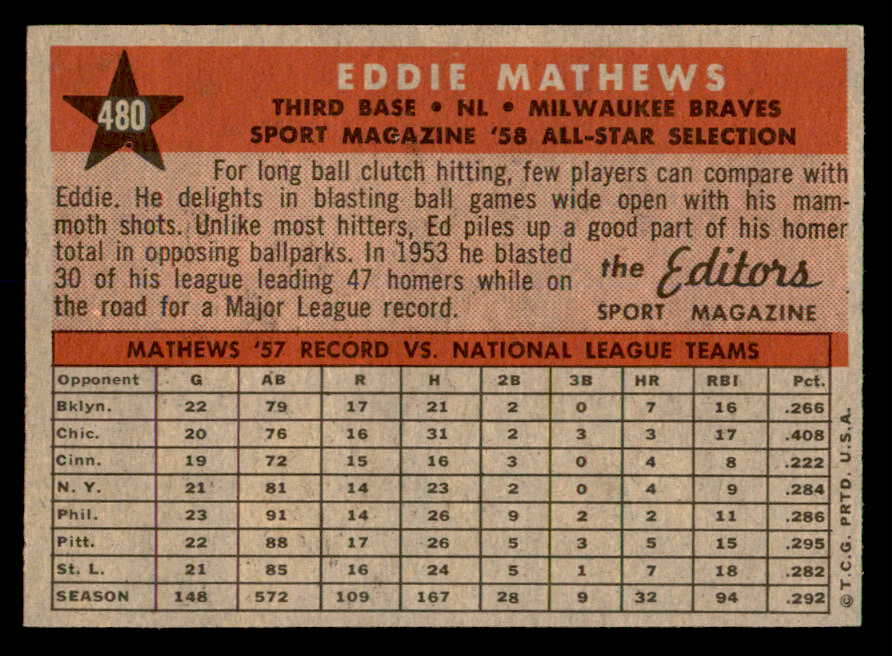 480
EDDIE MATHEWS
THIRD BASE • NL • MILWAUKEE BRAVES
SPORT MAGAZINE '58 ALL-STAR SELECTION
For long ball clutch hitting, few players can compare with
Eddie. He delights in blasting ball games wide open with his mam-
moth shots. Unlike most hitters, Ed piles up a good part of his homer
total in opposing ballparks. In 1953 he blasted
30 of his league leading 47 homers while on
the road for a Major League record.
the Editors
SPORT MAGAZINE
MATHEWS '57 RECORD VS. NATIONAL LEAGUE TEAMS
Opponent G AB R H 2B 3B HR RBI Pct.
Bklyn. 22 79 17 21 2 0 7 16 .266
Chic. 20 76 16 31 2 3 3 17 .408
Cinn. 19 72 15 16 3 0 4 8 .222
N. Y. 21 81 14 23 2 0 4 9 .284
Phil. 23 91 14 26 9 2 2 11 .286
Pitt. 22 88 17 26 5 3 5 15 .295
St. L. 21 85 16 24 5 1 7 18 .282
SEASON 148 572 109 167 28 9 32 94 .292
© T.C.G. PRTD. U.S.A.